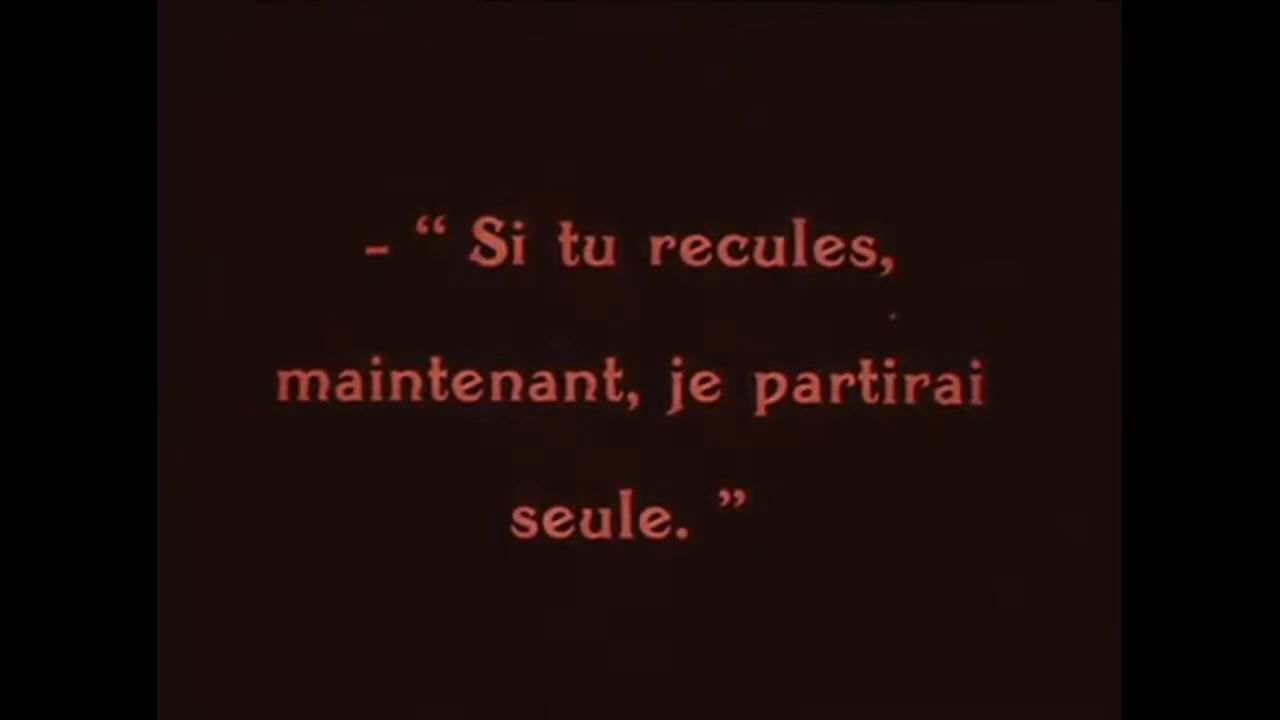 - “ Si tu recules,
maintenant, je partirai
seule. ”